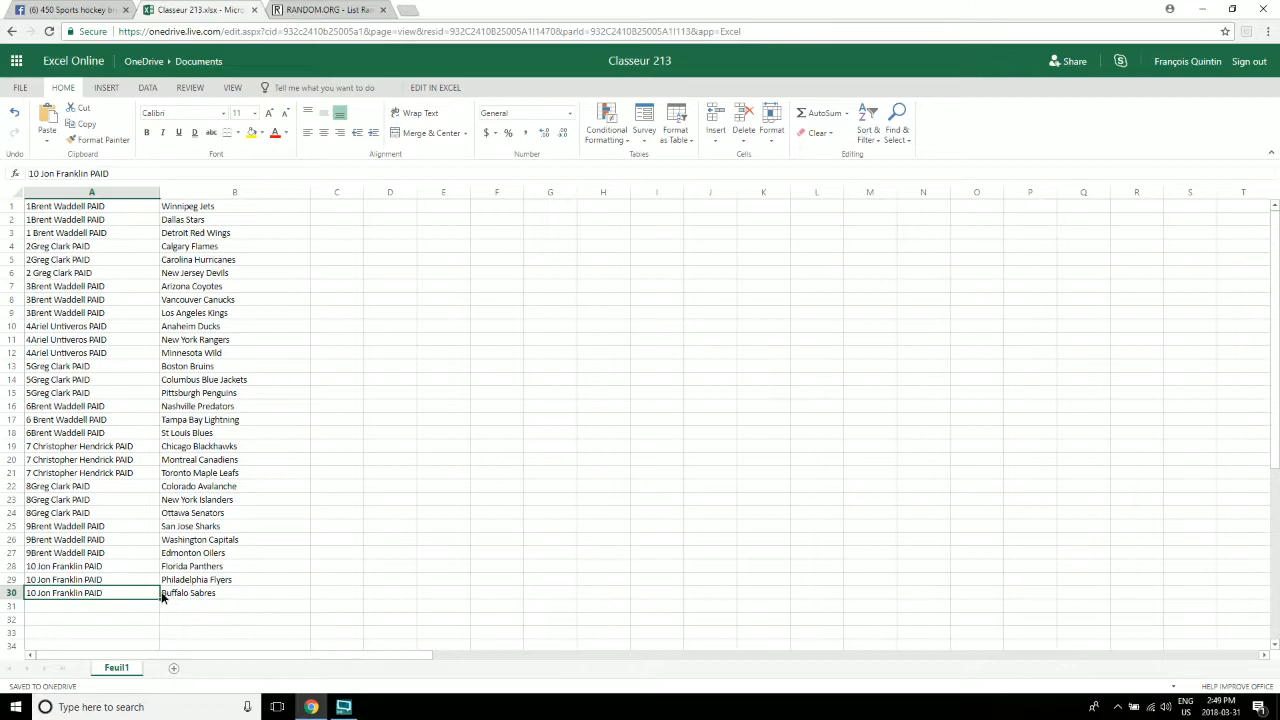 (6) 450 Sports hockey br
Classeur 213.xlsx - Micro
RANDOM.ORG - List Ran
Secure
https://onedrive.live.com/edit.aspx?cid=932c2410b25005a1&page=view&resid=932C2410B25005A1!1470&parId=932C2410B25005A1!113&app=Excel
Excel Online OneDrive Documents Classeur 213 Share François Quintin Sign out
FILE HOME INSERT DATA REVIEW VIEW Tell me what you want to do EDIT IN EXCEL
Undo
Paste Cut Copy Format Painter
Calibri 11
B I U D abc A
Wrap Text
Merge & Center
General
$ % ,
Conditional Formatting Survey Format as Table
Insert Delete Format
AutoSum Clear Sort & Filter Find & Select
Undo Clipboard Font Alignment Number Tables Cells Editing
fx 10 Jon Franklin PAID
A B C D E F G H I J K L M N O P Q R S T
1 1Brent Waddell PAID Winnipeg Jets
2 1Brent Waddell PAID Dallas Stars
3 1 Brent Waddell PAID Detroit Red Wings
4 2Greg Clark PAID Calgary Flames
5 2Greg Clark PAID Carolina Hurricanes
6 2 Greg Clark PAID New Jersey Devils
7 3Brent Waddell PAID Arizona Coyotes
8 3Brent Waddell PAID Vancouver Canucks
9 3Brent Waddell PAID Los Angeles Kings
10 4Ariel Untiveros PAID Anaheim Ducks
11 4Ariel Untiveros PAID New York Rangers
12 4Ariel Untiveros PAID Minnesota Wild
13 5Greg Clark PAID Boston Bruins
14 5Greg Clark PAID Columbus Blue Jackets
15 5Greg Clark PAID Pittsburgh Penguins
16 6Brent Waddell PAID Nashville Predators
17 6 Brent Waddell PAID Tampa Bay Lightning
18 6Brent Waddell PAID St Louis Blues
19 7 Christopher Hendrick PAID Chicago Blackhawks
20 7 Christopher Hendrick PAID Montreal Canadiens
21 7 Christopher Hendrick PAID Toronto Maple Leafs
22 8Greg Clark PAID Colorado Avalanche
23 8Greg Clark PAID New York Islanders
24 8Greg Clark PAID Ottawa Senators
25 9Brent Waddell PAID San Jose Sharks
26 9Brent Waddell PAID Washington Capitals
27 9Brent Waddell PAID Edmonton Oilers
28 10 Jon Franklin PAID Florida Panthers
29 10 Jon Franklin PAID Philadelphia Flyers
30 10 Jon Franklin PAID Buffalo Sabres
31
32
33
34
Feuil1
SAVED TO ONEDRIVE HELP IMPROVE OFFICE
Type here to search
ENG 2:49 PM
US 2018-03-31